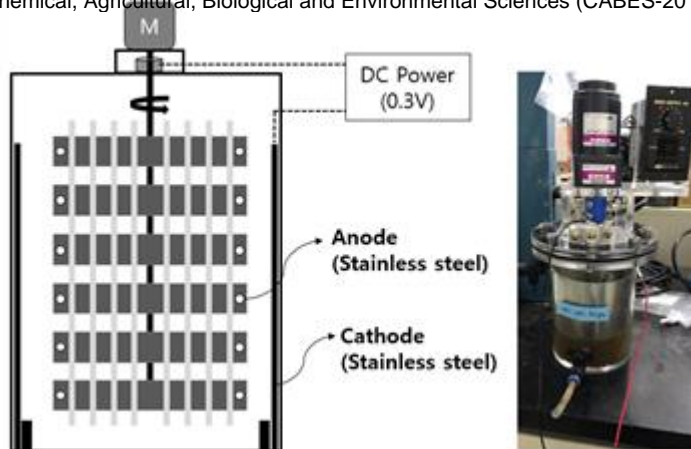 hemical, Agricultural, Biological and Environmental Sciences (CABES-20
M
DC Power
(0.3V)
Anode
(Stainless steel)
Cathode
(Stainless steel)